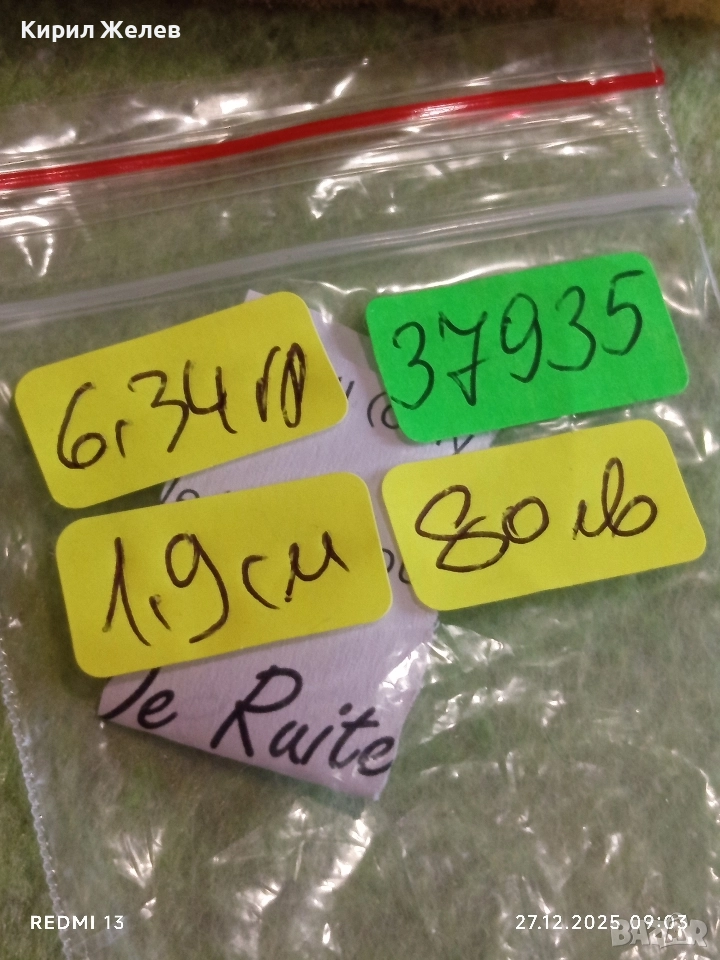 Кирил Желев
6,34 гр
37935
1,9 см
80 лв
Je Ruite
REDMI 13
27.12.2025 09:03
BAZAR